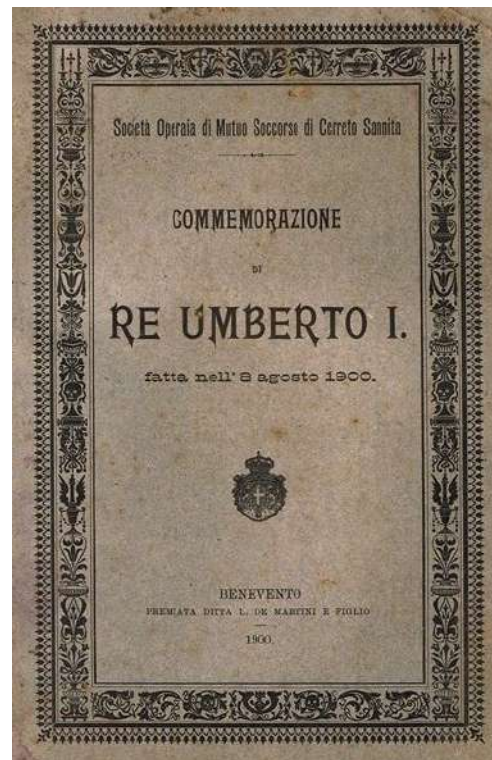 Società Operaia di Mutuo Soccorso di Cerreto Sannita
COMMEMORAZIONE
DI
RE UMBERTO I.
fatta nell' 8 agosto 1900.
BENEVENTO
PREMIATA DITTA L. DE MARTINI E FIGLIO
1900.